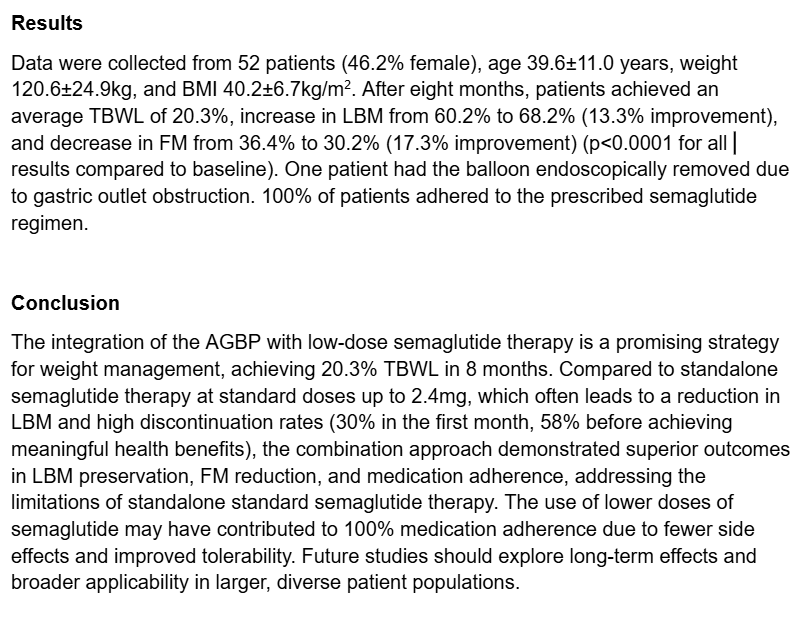 Results
Data were collected from 52 patients (46.2% female), age 39.6±11.0 years, weight
120.6±24.9kg, and BMI 40.2±6.7kg/m². After eight months, patients achieved an
average TBWL of 20.3%, increase in LBM from 60.2% to 68.2% (13.3% improvement),
and decrease in FM from 36.4% to 30.2% (17.3% improvement) (p<0.0001 for all
results compared to baseline). One patient had the balloon endoscopically removed due
to gastric outlet obstruction. 100% of patients adhered to the prescribed semaglutide
regimen.
Conclusion
The integration of the AGBP with low-dose semaglutide therapy is a promising strategy
for weight management, achieving 20.3% TBWL in 8 months. Compared to standalone
semaglutide therapy at standard doses up to 2.4mg, which often leads to a reduction in
LBM and high discontinuation rates (30% in the first month, 58% before achieving
meaningful health benefits), the combination approach demonstrated superior outcomes
in LBM preservation, FM reduction, and medication adherence, addressing the
limitations of standalone standard semaglutide therapy. The use of lower doses of
semaglutide may have contributed to 100% medication adherence due to fewer side
effects and improved tolerability. Future studies should explore long-term effects and
broader applicability in larger, diverse patient populations.